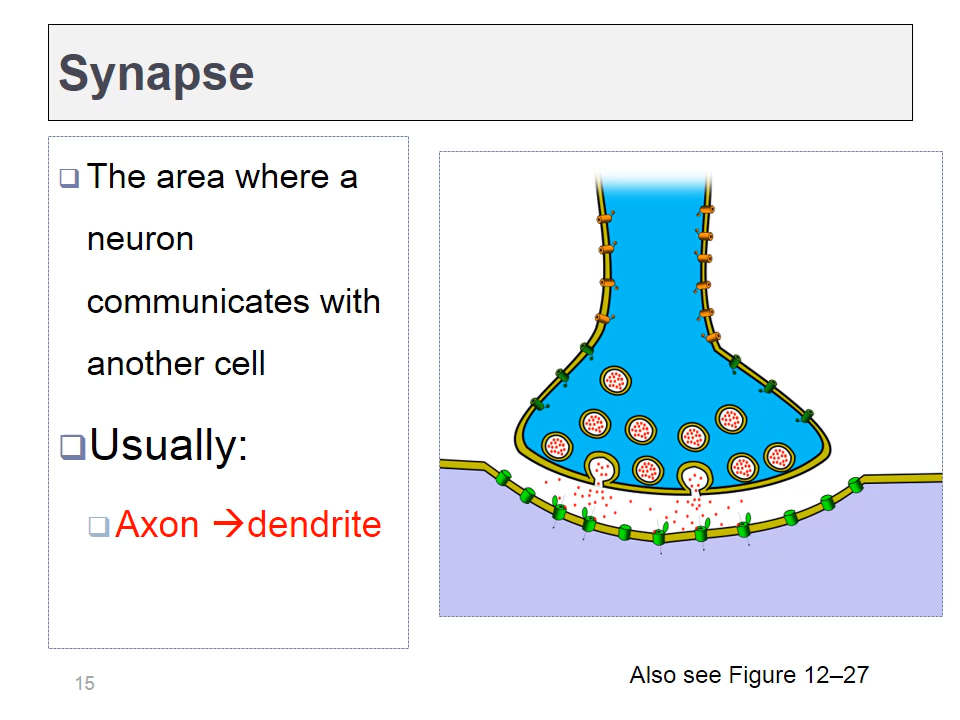 Synapse
The area where a
neuron
communicates with
another cell
Usually:
Axon →dendrite
15
Also see Figure 12–27